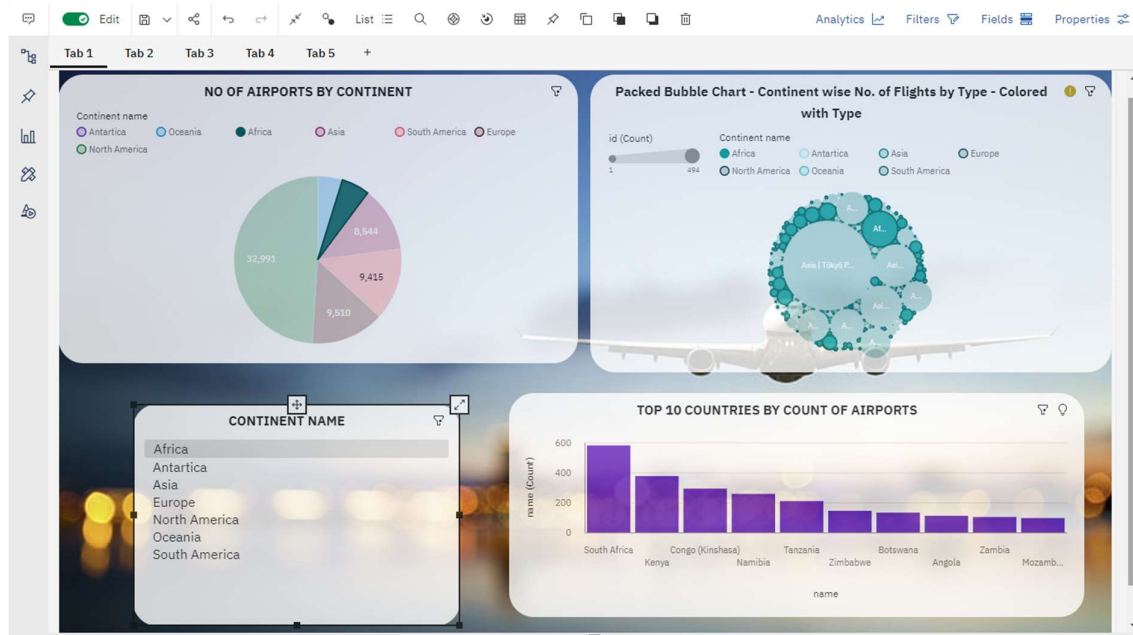 Edit List Analytics Filters Fields Properties
Tab 1 Tab 2 Tab 3 Tab 4 Tab 5 +
NO OF AIRPORTS BY CONTINENT
Continent name
Antartica Oceania Africa Asia South America Europe
North America
8,544
32,991
9,415
9,510
Packed Bubble Chart - Continent wise No. of Flights by Type - Colored
with Type
id (Count)
1 494
Continent name
Africa Antartica Asia Europe
North America Oceania South America
A...
Af...
Asia | Tōkyō P... Asi...
A...
Asi...
A... A...
A...
CONTINENT NAME
Africa
Antartica
Asia
Europe
North America
Oceania
South America
TOP 10 COUNTRIES BY COUNT OF AIRPORTS
name (Count)
600
400
200
0
South Africa Congo (Kinshasa) Tanzania Botswana Zambia
Kenya Namibia Zimbabwe Angola Mozamb...
name